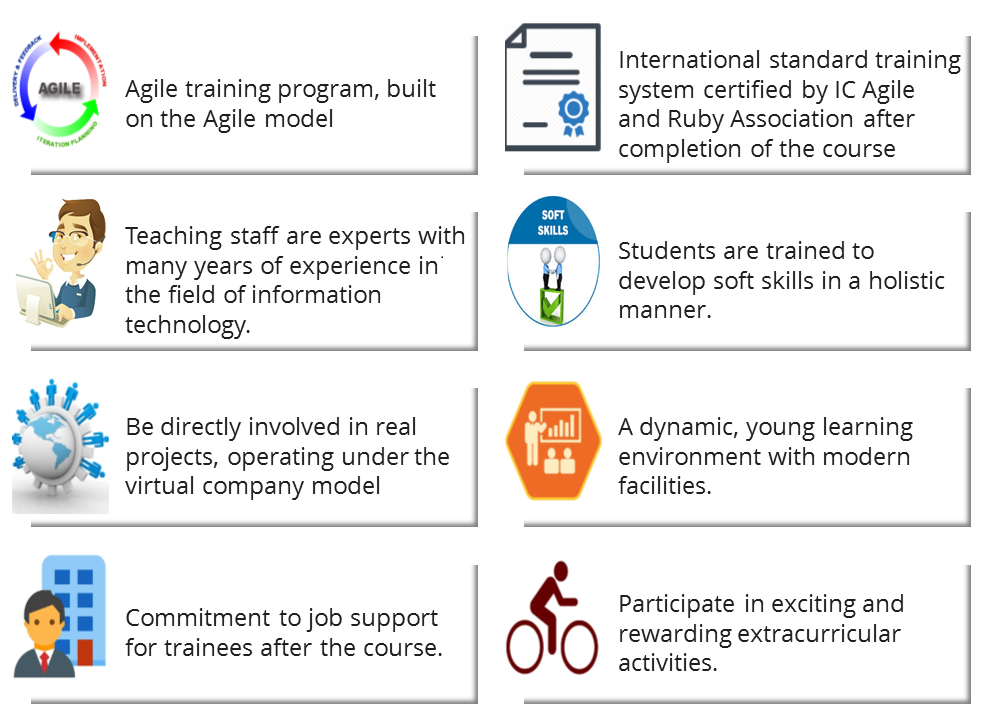 DELIVERY & FEEDBACK
IMPLEMENTATION
AGILE
ITERATION PLANNING
Agile training program, built
on the Agile model
International standard training
system certified by IC Agile
and Ruby Association after
completion of the course
Teaching staff are experts with
many years of experience in
the field of information
technology.
SOFT
SKILLS
Students are trained to
develop soft skills in a holistic
manner.
Be directly involved in real
projects, operating under the
virtual company model
A dynamic, young learning
environment with modern
facilities.
Commitment to job support
for trainees after the course.
Participate in exciting and
rewarding extracurricular
activities.